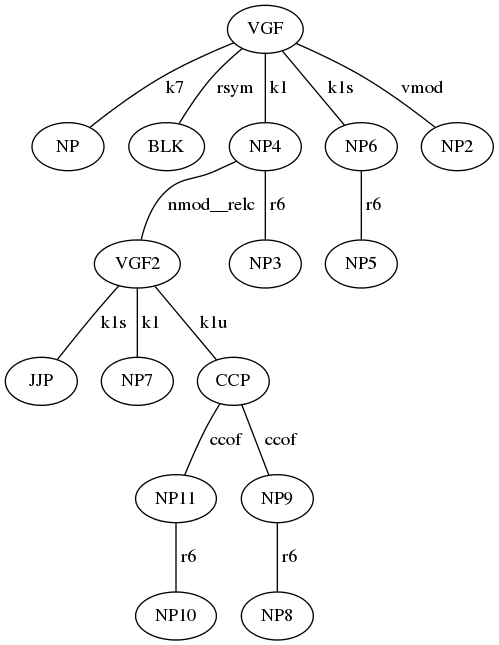 VGF
k7 rsym k1 k1s vmod
NP BLK NP4 NP6 NP2
nmod__relc r6 r6
VGF2 NP3 NP5
k1s k1 k1u
JJP NP7 CCP
ccof ccof
NP11 NP9
r6 r6
NP10 NP8